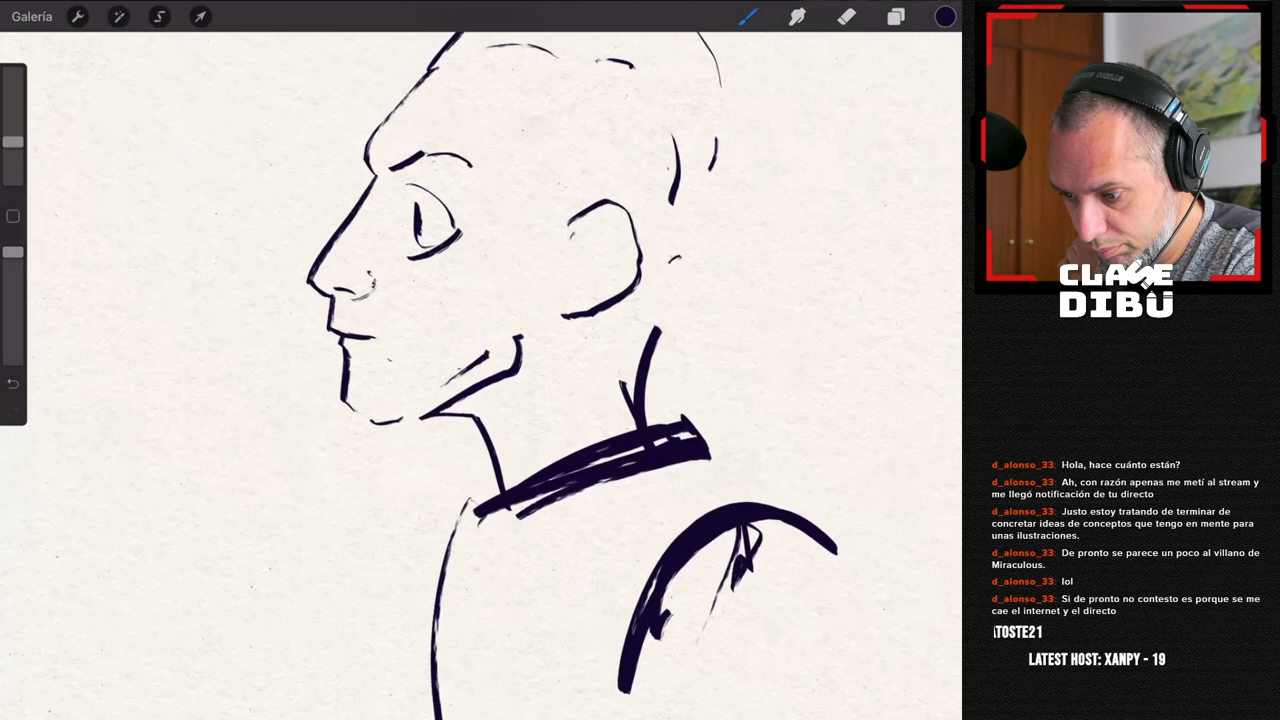 Galería
CLASE
DIBU
d_alonso_33: Hola, hace cuánto están?
d_alonso_33: Ah, con razón apenas me metí al stream y
me llegó notificación de tu directo
d_alonso_33: Justo estoy tratando de terminar de
concretar ideas de conceptos que tengo en mente para
unas ilustraciones.
d_alonso_33: De pronto se parece un poco al villano de
Miraculous.
d_alonso_33: lol
d_alonso_33: Si de pronto no contesto es porque se me
cae el internet y el directo
TOSTE21
LATEST HOST: XANPY - 19